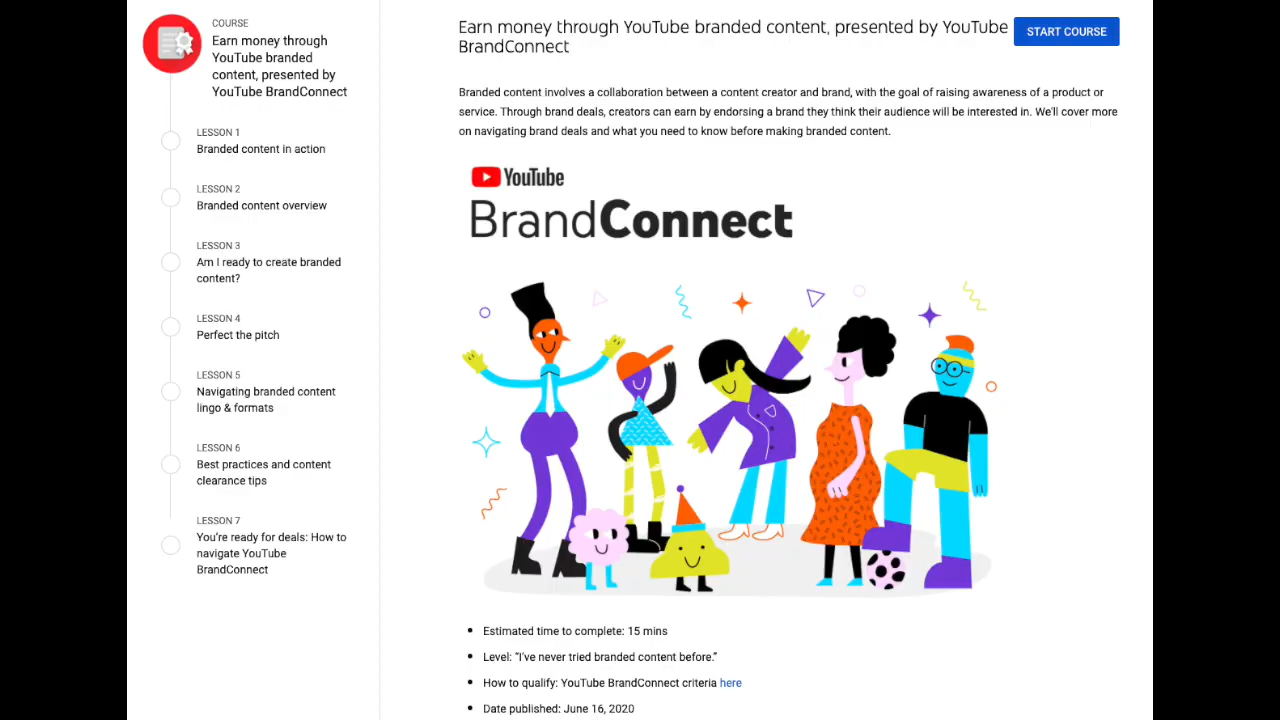 COURSE
Earn money through
YouTube branded
content, presented by
YouTube BrandConnect
LESSON 1
Branded content in action
LESSON 2
Branded content overview
LESSON 3
Am I ready to create branded
content?
LESSON 4
Perfect the pitch
LESSON 5
Navigating branded content
lingo & formats
LESSON 6
Best practices and content
clearance tips
LESSON 7
You're ready for deals: How to
navigate YouTube
BrandConnect
Earn money through YouTube branded content, presented by YouTube
BrandConnect
START COURSE
Branded content involves a collaboration between a content creator and brand, with the goal of raising awareness of a product or
service. Through brand deals, creators can earn by endorsing a brand they think their audience will be interested in. We'll cover more
on navigating brand deals and what you need to know before making branded content.
YouTube
BrandConnect
• Estimated time to complete: 15 mins
• Level: “I've never tried branded content before.”
• How to qualify: YouTube BrandConnect criteria here
• Date published: June 16, 2020